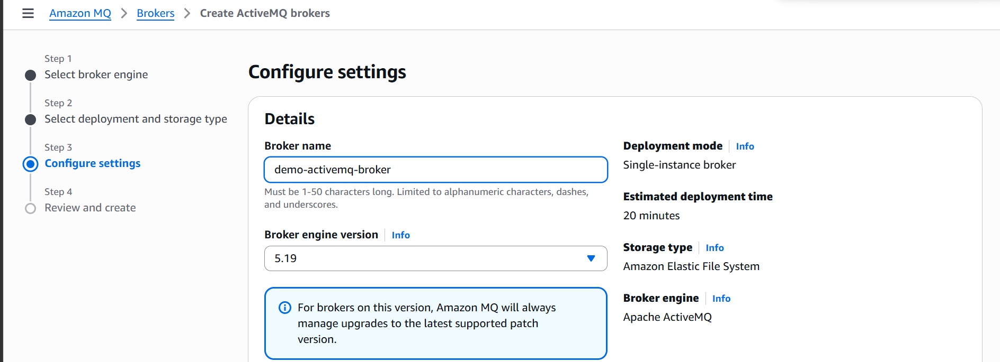 Amazon MQ > Brokers > Create ActiveMQ brokers
Step 1
Select broker engine
Step 2
Select deployment and storage type
Step 3
Configure settings
Step 4
Review and create
Configure settings
Details
Broker name
demo-activemq-broker
Must be 1-50 characters long. Limited to alphanumeric characters, dashes,
and underscores.
Broker engine version Info
5.19
For brokers on this version, Amazon MQ will always
manage upgrades to the latest supported patch
version.
Deployment mode Info
Single-instance broker
Estimated deployment time
20 minutes
Storage type Info
Amazon Elastic File System
Broker engine Info
Apache ActiveMQ